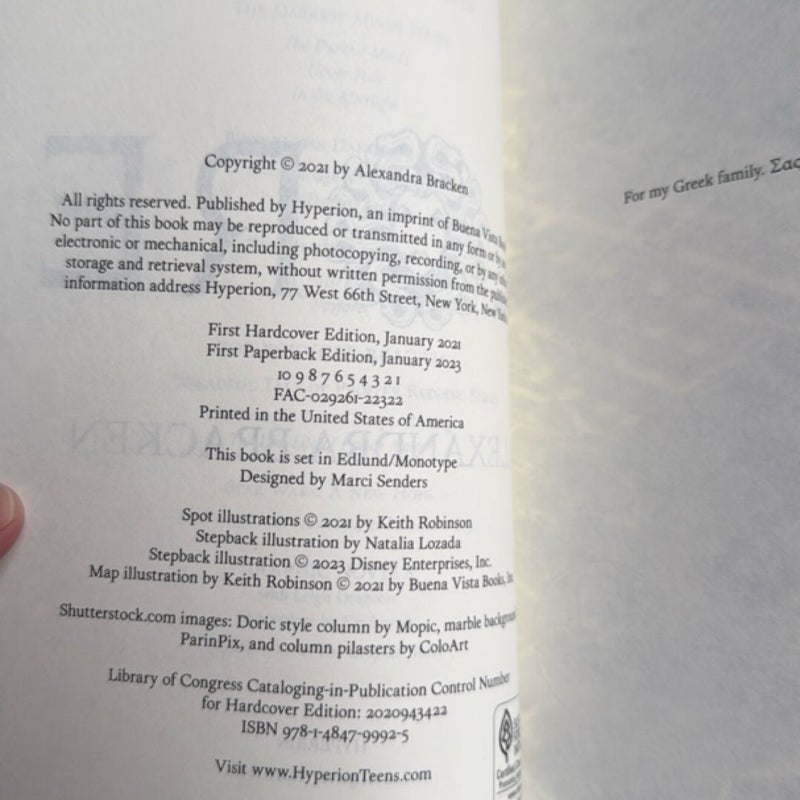 Copyright © 2021 by Alexandra Bracken
All rights reserved. Published by Hyperion, an imprint of Buena Vista
No part of this book may be reproduced or transmitted in any form or by
electronic or mechanical, including photocopying, recording, or by any
storage and retrieval system, without written permission from the
information address Hyperion, 77 West 66th Street, New York, New
First Hardcover Edition, January 2021
First Paperback Edition, January 2023
10 9 8 7 6 5 4 3 2 1
FAC-029261-22322
Printed in the United States of America
This book is set in Edlund/Monotype
Designed by Marci Senders
Spot illustrations © 2021 by Keith Robinson
Stepback illustration by Natalia Lozada
Stepback illustration © 2023 Disney Enterprises, Inc.
Map illustration by Keith Robinson © 2021 by Buena Vista Books,
Shutterstock.com images: Doric style column by Mopic, marble
ParinPix, and column pilasters by ColoArt
Library of Congress Cataloging-in-Publication Control Number
for Hardcover Edition: 2020943422
ISBN 978-1-4847-9992-5
Visit www.HyperionTeens.com
For my Greek family. Σας